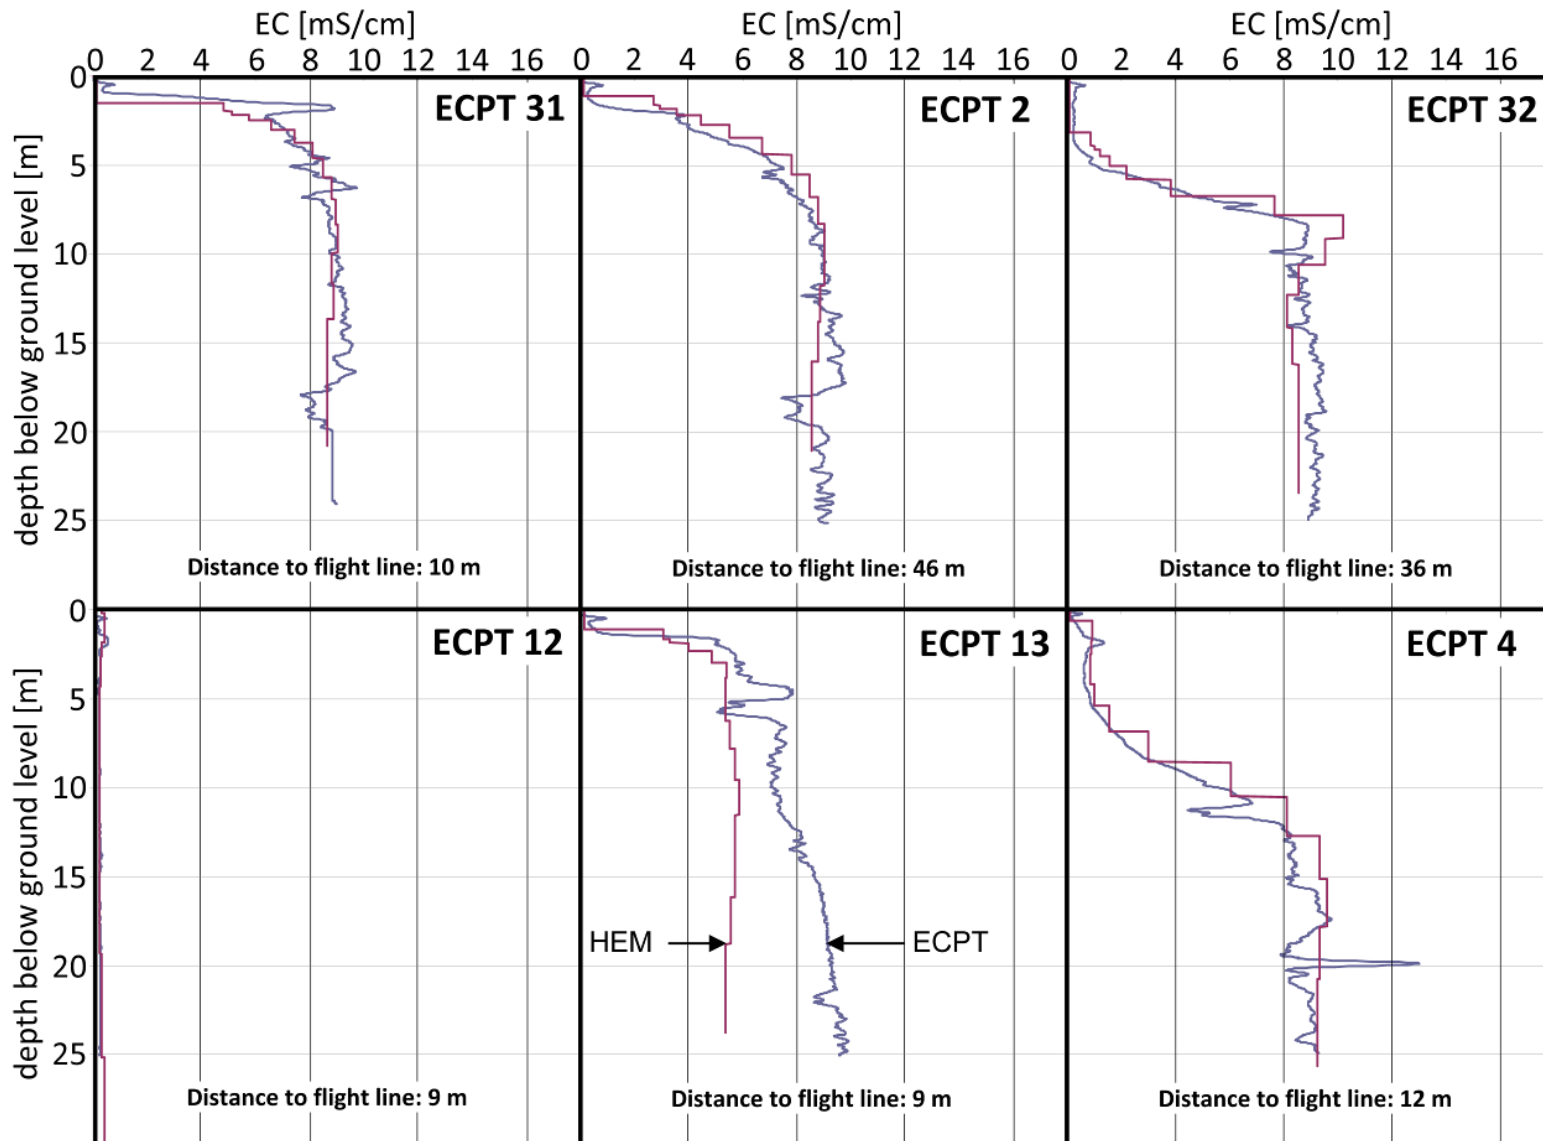 EC [mS/cm] EC [mS/cm] EC [mS/cm]
0 2 4 6 8 10 12 14 16 0 2 4 6 8 10 12 14 16 0 2 4 6 8 10 12 14 16
0
ECPT 31 ECPT 2 ECPT 32
5
10
15
20
25
depth below ground level [m]
Distance to flight line: 10 m Distance to flight line: 46 m Distance to flight line: 36 m
0
ECPT 12 ECPT 13 ECPT 4
5
10
15
HEM ECPT
20
25
depth below ground level [m]
Distance to flight line: 9 m Distance to flight line: 9 m Distance to flight line: 12 m